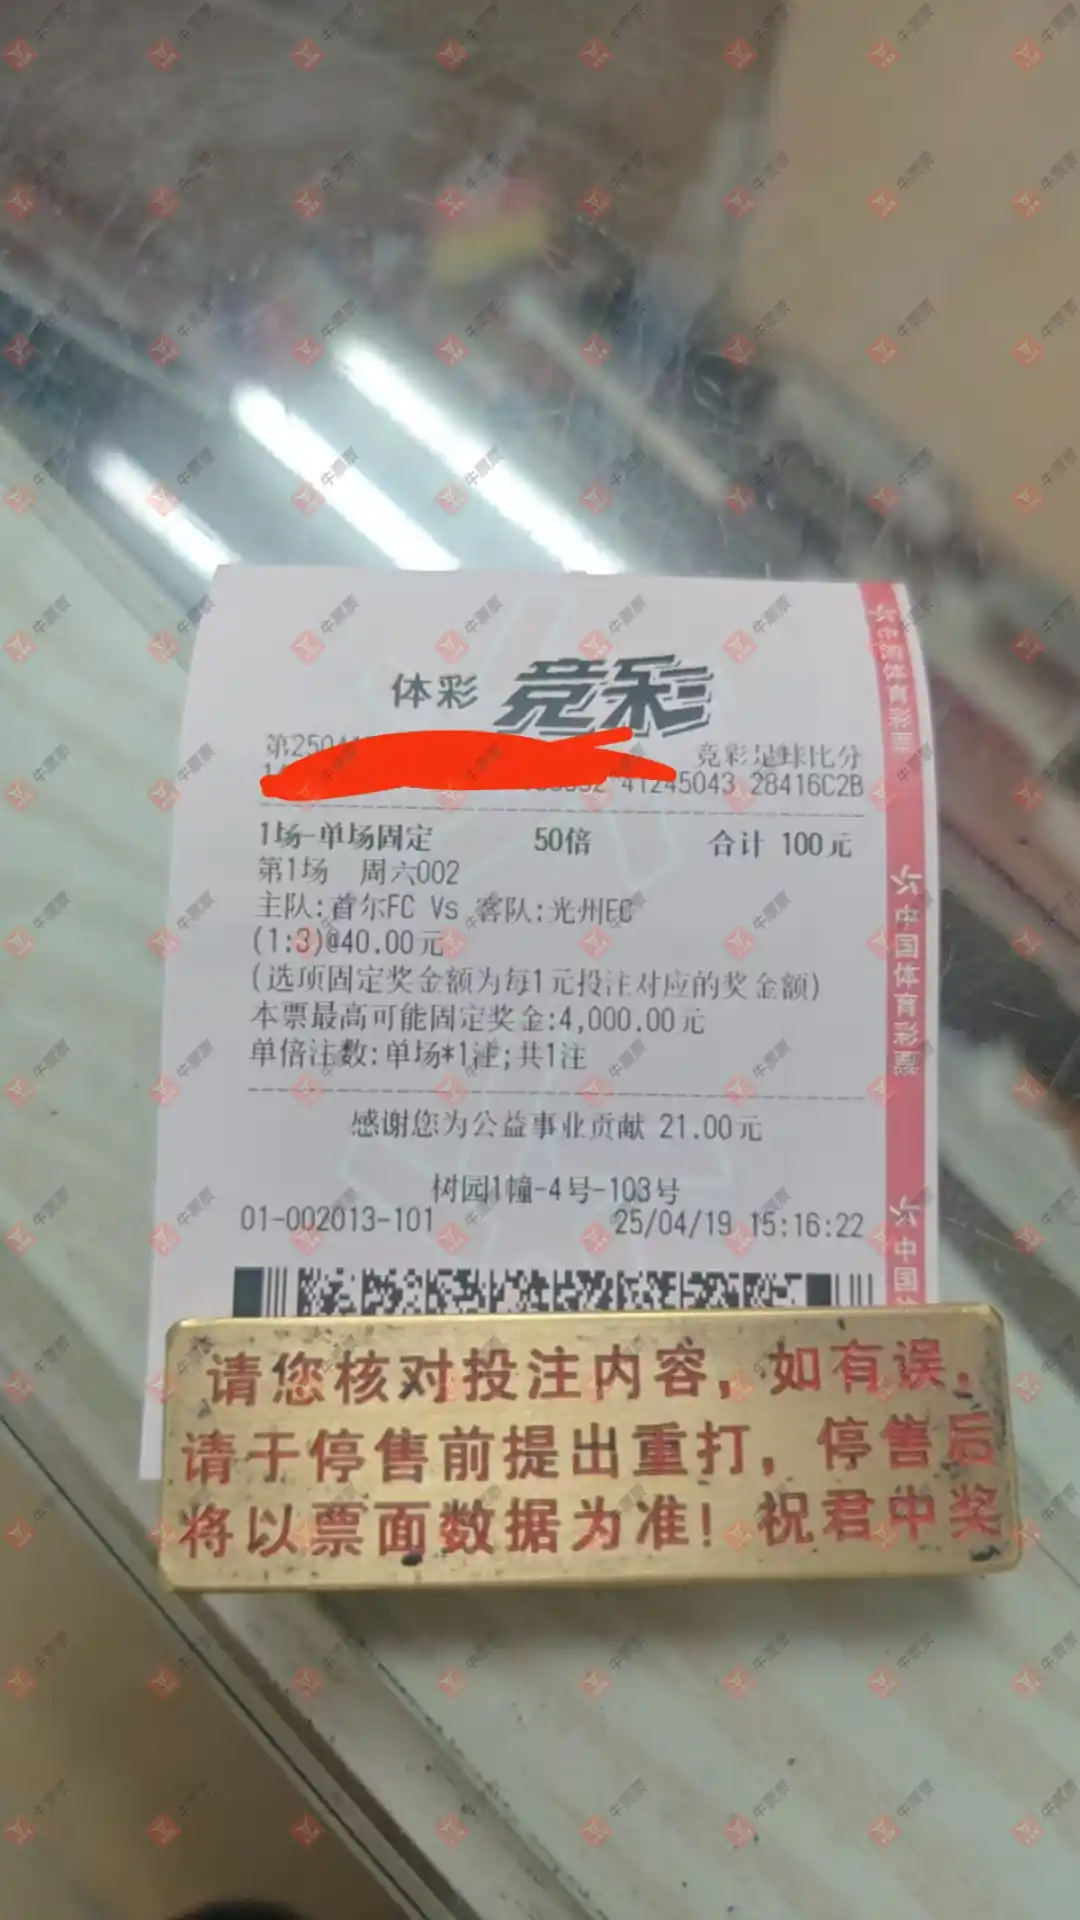 体彩 竞彩
第2504
竞彩足球比分
41245043 28416C2B
1场-单场固定 50倍 合计 100元
第1场 周六002
主队:首尔FC Vs 客队:光州FC
(1:3)@40.00元
(选项固定奖金额为每1元投注对应的奖金额)
本票最高可能固定奖金:4,000.00元
单倍注数:单场*1注;共1注
感谢您为公益事业贡献 21.00元
树园1幢-4号-103号
01-002013-101 25/04/19 15:16:22
中国体育彩票
中国体育彩票
中国
请您核对投注内容，如有误，
请于停售前提出重打，停售后
将以票面数据为准！祝君中奖
牛票票